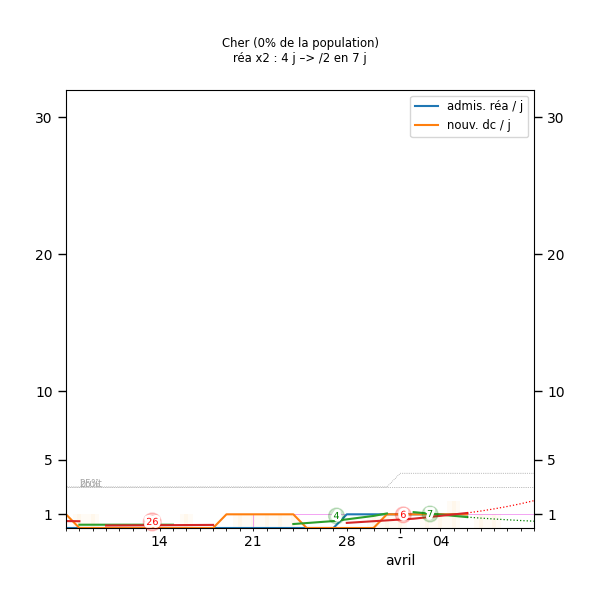 Cher (0% de la population)
réa x2 : 4 j –> /2 en 7 j
admis. réa / j
nouv. dc / j
30 30
20 20
10 10
5 5
26 4 6 7
1 1
14 21 28 - 04
avril